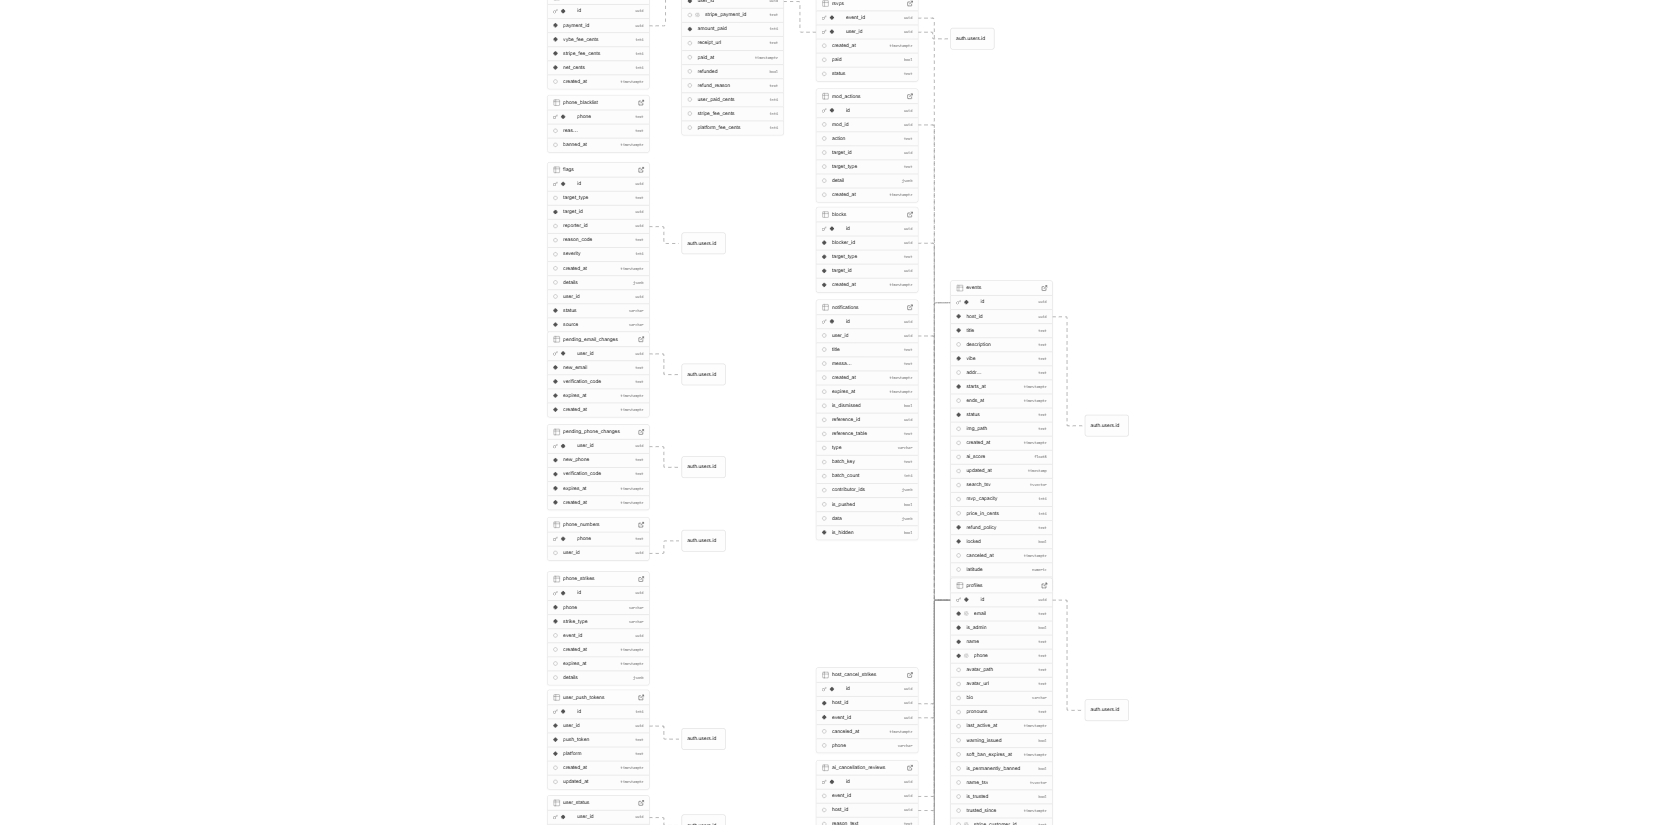 id uuid
payment_id uuid
vybe_fee_cents int4
stripe_fee_cents int4
net_cents int4
created_at timestamptz
phone_blacklist
phone text
reas... text
banned_at timestamptz
flags
id uuid
target_type text
target_id uuid
reporter_id uuid
reason_code text
severity text
created_at timestamptz
details jsonb
user_id uuid
status varchar
source varchar
pending_email_changes
user_id uuid
new_email text
verification_code text
expires_at timestamptz
created_at timestamptz
pending_phone_changes
user_id uuid
new_phone text
verification_code text
expires_at timestamptz
created_at timestamptz
phone_numbers
phone text
user_id uuid
phone_strikes
id uuid
phone varchar
strike_type varchar
event_id uuid
created_at timestamptz
expires_at timestamptz
details jsonb
user_push_tokens
id int4
user_id uuid
push_token text
platform text
created_at timestamptz
updated_at timestamptz
user_status
user_id uuid
user_id uuid
stripe_payment_id text
amount_paid int4
receipt_url text
paid_at timestamptz
refunded bool
refund_reason text
user_paid_cents int4
stripe_fee_cents int4
platform_fee_cents int4
auth.users.id
auth.users.id
auth.users.id
auth.users.id
auth.users.id
auth.users.id
rsvps
event_id uuid
user_id uuid
created_at timestamptz
paid bool
status text
mod_actions
id uuid
mod_id uuid
action text
target_id uuid
target_type text
detail jsonb
created_at timestamptz
blocks
id uuid
blocker_id uuid
target_type text
target_id uuid
created_at timestamptz
notifications
id uuid
user_id uuid
title text
messa... text
created_at timestamptz
expires_at timestamptz
is_dismissed bool
reference_id uuid
reference_table text
type varchar
batch_key text
batch_count int4
contributor_ids jsonb
is_pushed bool
data jsonb
is_hidden bool
host_cancel_strikes
id uuid
host_id uuid
event_id uuid
canceled_at timestamptz
phone varchar
ai_cancellation_reviews
id uuid
event_id uuid
host_id uuid
reason_text text
auth.users.id
events
id uuid
host_id uuid
title text
description text
vibe text
addr... text
starts_at timestamptz
ends_at timestamptz
status text
img_path text
created_at timestamptz
ai_score float8
updated_at timestamp
search_tsv tsvector
rsvp_capacity int4
price_in_cents int4
refund_policy text
locked bool
canceled_at timestamptz
latitude numeric
profiles
id uuid
email text
is_admin bool
name text
phone text
avatar_path text
avatar_url text
bio varchar
pronouns text
last_active_at timestamptz
warning_issued bool
soft_ban_expires_at timestamptz
is_permanently_banned bool
name_tsv tsvector
is_trusted bool
trusted_since timestamptz
stripe_customer_id text
auth.users.id
auth.users.id